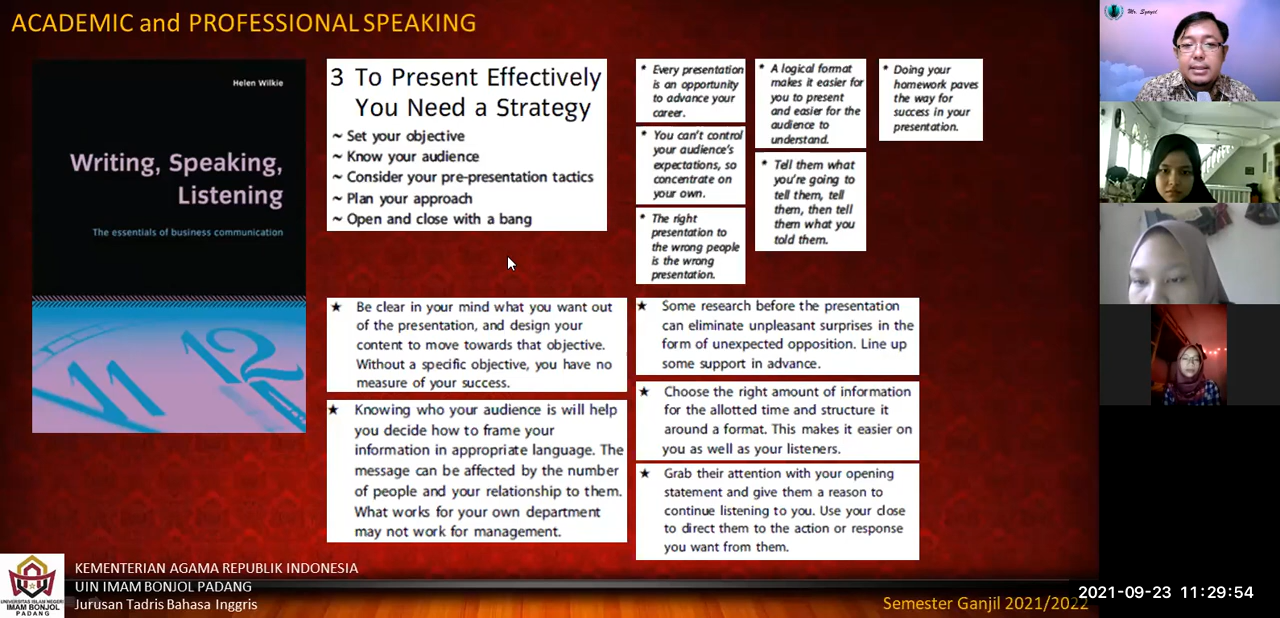 ACADEMIC and PROFESSIONAL SPEAKING
Helen Wilkie
Writing, Speaking,
Listening
The essentials of business communication
11
12
3 To Present Effectively
You Need a Strategy
~ Set your objective
~ Know your audience
~ Consider your pre-presentation tactics
~ Plan your approach
~ Open and close with a bang
* Every presentation
is an opportunity
to advance your
career.
* You can't control
your audience's
expectations, so
concentrate on
your own.
* The right
presentation to
the wrong people
is the wrong
presentation.
* A logical format
makes it easier for
you to present
and easier for the
audience to
understand.
* Tell them what
you're going to
tell them, tell
them, then tell
them what you
told them.
* Doing your
homework paves
the way for
success in your
presentation.
★ Be clear in your mind what you want out
of the presentation, and design your
content to move towards that objective.
Without a specific objective, you have no
measure of your success.
★ Knowing who your audience is will help
you decide how to frame your
information in appropriate language. The
message can be affected by the number
of people and your relationship to them.
What works for your own department
may not work for management.
★ Some research before the presentation
can eliminate unpleasant surprises in the
form of unexpected opposition. Line up
some support in advance.
★ Choose the right amount of information
for the allotted time and structure it
around a format. This makes it easier on
you as well as your listeners.
★ Grab their attention with your opening
statement and give them a reason to
continue listening to you. Use your close
to direct them to the action or response
you want from them.
UNIVERSITAS ISLAM NEGERI
IMAM BONJOL
PADANG
KEMENTERIAN AGAMA REPUBLIK INDONESIA
UIN IMAM BONJOL PADANG
Jurusan Tadris Bahasa Inggris
Semester Ganjil 2021/2022
Mr. Syayid
2021-09-23 11:29:54